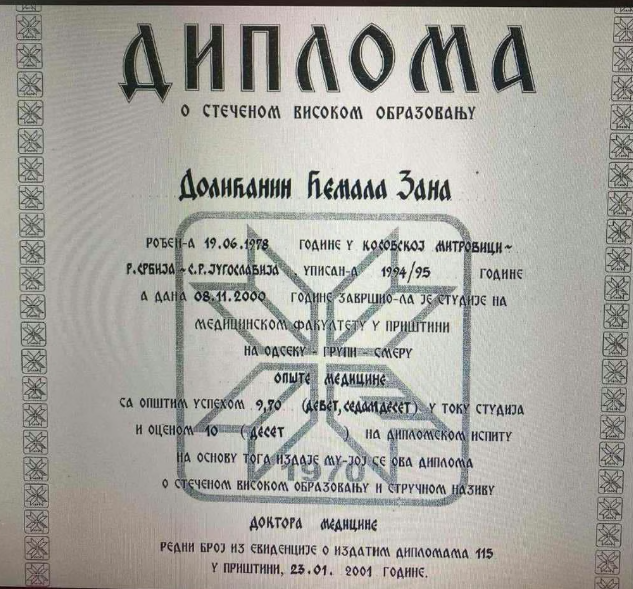 ДИПЛОМА
О СТЕЧЕНОМ ВИСОКОМ ОБРАЗОВАЊУ
Долићанин Ћемала Зана
РОЂЕН-А 19.06.1978 ГОДИНЕ У КОСОВСКОЈ МИТРОВИЦИ~
Р.СРБИЈА~С.Р.ЈУГОСЛАВИЈА , УПИСАН-А 1994/95 ГОДИНЕ
А ДАНА 08.11.2000 ГОДИНЕ ЗАВРШИО-ЛА ЈЕ СТУДИЈЕ НА
МЕДИЦИНСКОМ ФАКУЛТЕТУ У ПРИШТИНИ
НА ОДСЕКУ - ГРУПИ - СМЕРУ
ОПШТЕ МЕДИЦИНЕ
СА ОПШТИМ УСПЕХОМ 9,70 (ДЕВЕТ,СЕДАМДЕСЕТ) У ТОКУ СТУДИЈА
И ОЦЕНОМ 10 (ДЕСЕТ ) НА ДИПЛОМСКОМ ИСПИТУ
НА ОСНОВУ ТОГА ИЗДАЈЕ МУ-ЈОЈ СЕ ОВА ДИПЛОМА
1970
О СТЕЧЕНОМ ВИСОКОМ ОБРАЗОВАЊУ И СТРУЧНОМ НАЗИВУ
ДОКТОРА МЕДИЦИНЕ
РЕДНИ БРОЈ ИЗ ЕВИДЕНЦИЈЕ О ИЗДАТИМ ДИПЛОМАМА 115
У ПРИШТИНИ, 23.01. 2001 ГОДИНЕ.